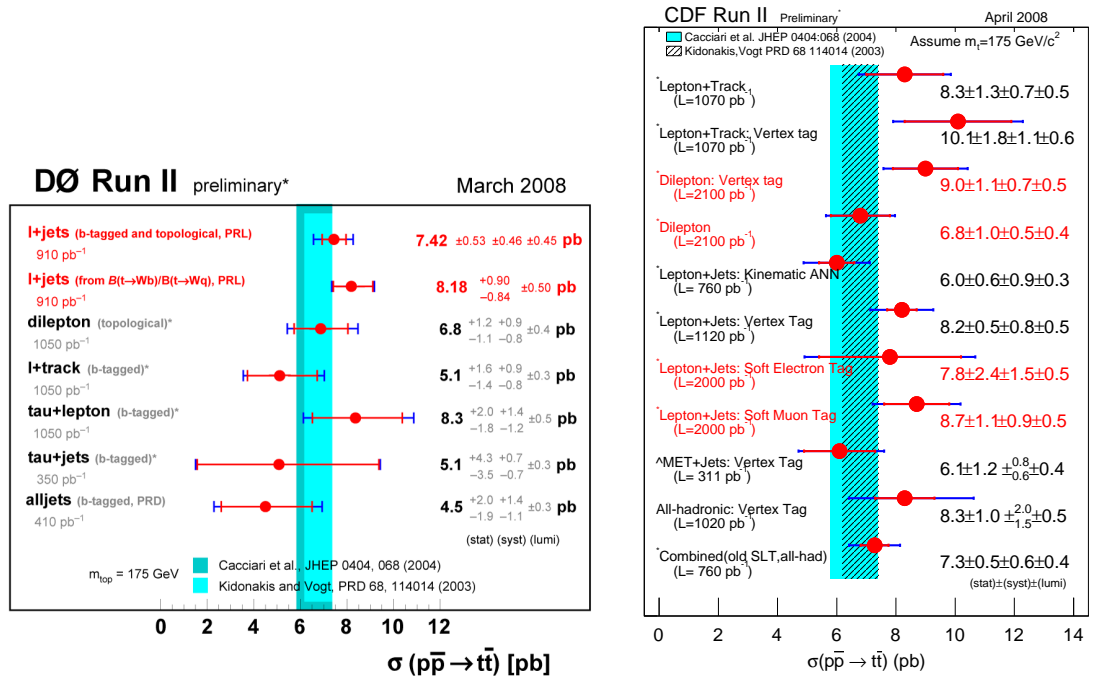 DØ Run II preliminary* March 2008
l+jets (b-tagged and topological, PRL) 7.42 ±0.53 ±0.46 ±0.45 pb
910 pb⁻¹
l+jets (from B(t→Wb)/B(t→Wq), PRL) 8.18 +0.90 −0.84 ±0.50 pb
910 pb⁻¹
dilepton (topological)* 6.8 +1.2 −1.1 +0.9 −0.8 ±0.4 pb
1050 pb⁻¹
l+track (b-tagged)* 5.1 +1.6 −1.4 +0.9 −0.8 ±0.3 pb
1050 pb⁻¹
tau+lepton (b-tagged)* 8.3 +2.0 −1.8 +1.4 −1.2 ±0.5 pb
1050 pb⁻¹
tau+jets (b-tagged)* 5.1 +4.3 −3.5 +0.7 −0.7 ±0.3 pb
350 pb⁻¹
alljets (b-tagged, PRD) 4.5 +2.0 −1.9 +1.4 −1.1 ±0.3 pb
410 pb⁻¹
(stat) (syst) (lumi)
m_top = 175 GeV
Cacciari et al., JHEP 0404, 068 (2004)
Kidonakis and Vogt, PRD 68, 114014 (2003)
0 2 4 6 8 10 12
σ (pp̄ → tt̄) [pb]
CDF Run II Preliminary* April 2008
Cacciari et al. JHEP 0404:068 (2004)
Kidonakis,Vogt PRD 68 114014 (2003)
Assume m_t=175 GeV/c²
*Lepton+Track
(L=1070 pb⁻¹)
8.3±1.3±0.7±0.5
*Lepton+Track: Vertex tag
(L=1070 pb⁻¹)
10.1±1.8±1.1±0.6
*Dilepton: Vertex tag
(L=2100 pb⁻¹)
9.0±1.1±0.7±0.5
*Dilepton
(L=2100 pb⁻¹)
6.8±1.0±0.5±0.4
*Lepton+Jets: Kinematic ANN
(L= 760 pb⁻¹)
6.0±0.6±0.9±0.3
*Lepton+Jets: Vertex Tag
(L=1120 pb⁻¹)
8.2±0.5±0.8±0.5
*Lepton+Jets: Soft Electron Tag
(L=2000 pb⁻¹)
7.8±2.4±1.5±0.5
*Lepton+Jets: Soft Muon Tag
(L=2000 pb⁻¹)
8.7±1.1±0.9±0.5
^MET+Jets: Vertex Tag
(L= 311 pb⁻¹)
6.1±1.2 ±0.8 0.6±0.4
All-hadronic: Vertex Tag
(L=1020 pb⁻¹)
8.3±1.0 ±2.0 1.5±0.5
*Combined(old SLT,all-had)
(L= 760 pb⁻¹)
7.3±0.5±0.6±0.4
(stat)±(syst)±(lumi)
0 2 4 6 8 10 12 14
σ(pp̄ → tt̄) (pb)